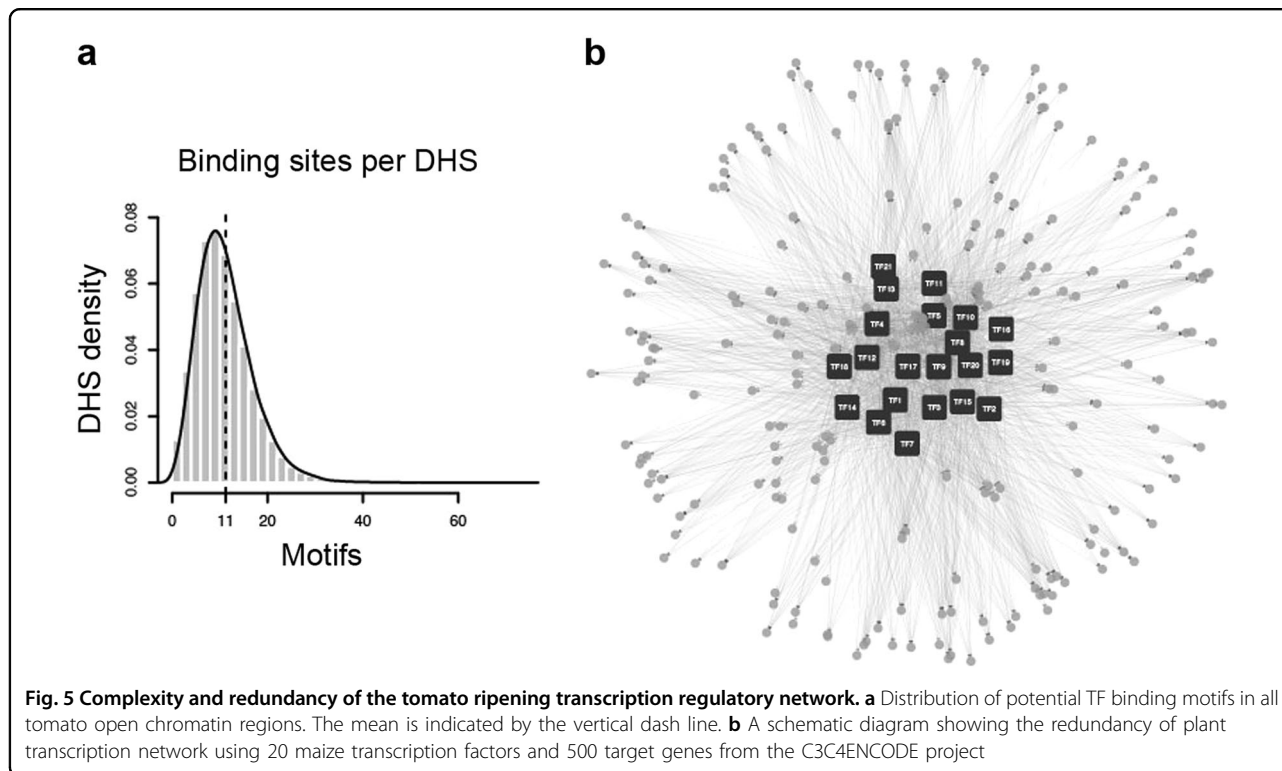 a
Binding sites per DHS
DHS density
0.00
0.02
0.04
0.06
0.08
0
11
20
40
60
Motifs
b
TF21
TF13
TF11
TF5
TF10
TF4
TF16
TF8
TF12
TF18
TF17
TF9
TF20
TF19
TF14
TF1
TF3
TF15
TF2
TF6
TF7
Fig. 5 Complexity and redundancy of the tomato ripening transcription regulatory network. a Distribution of potential TF binding motifs in all
tomato open chromatin regions. The mean is indicated by the vertical dash line. b A schematic diagram showing the redundancy of plant
transcription network using 20 maize transcription factors and 500 target genes from the C3C4ENCODE project